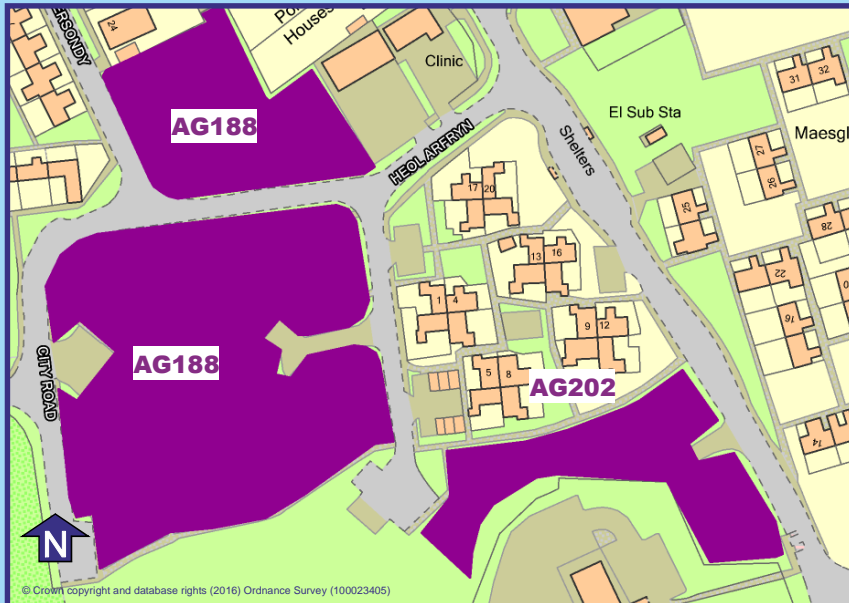 ERSONDY
24
Po
Houses
Clinic
AG188
HEOL ARFRYN
Shelters
El Sub Sta
31 32
Maesgl
27
26
25
28
22
16
14
17 20
13 16
1 4
9 12
5 8
AG202
AG188
CITY ROAD
N
© Crown copyright and database rights (2016) Ordnance Survey (100023405)